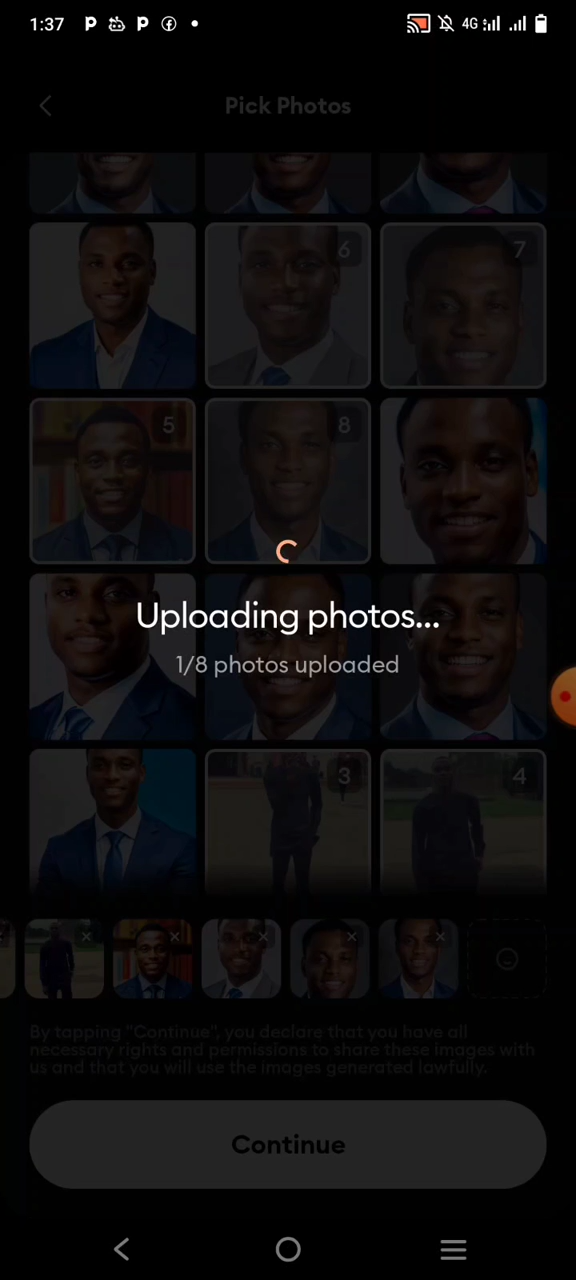 1:37
4G
Pick Photos
6
7
5
8
Uploading photos...
1/8 photos uploaded
3
4
By tapping "Continue", you declare that you have all
necessary rights and permissions to share these images with
us and that you will use the images generated lawfully.
Continue